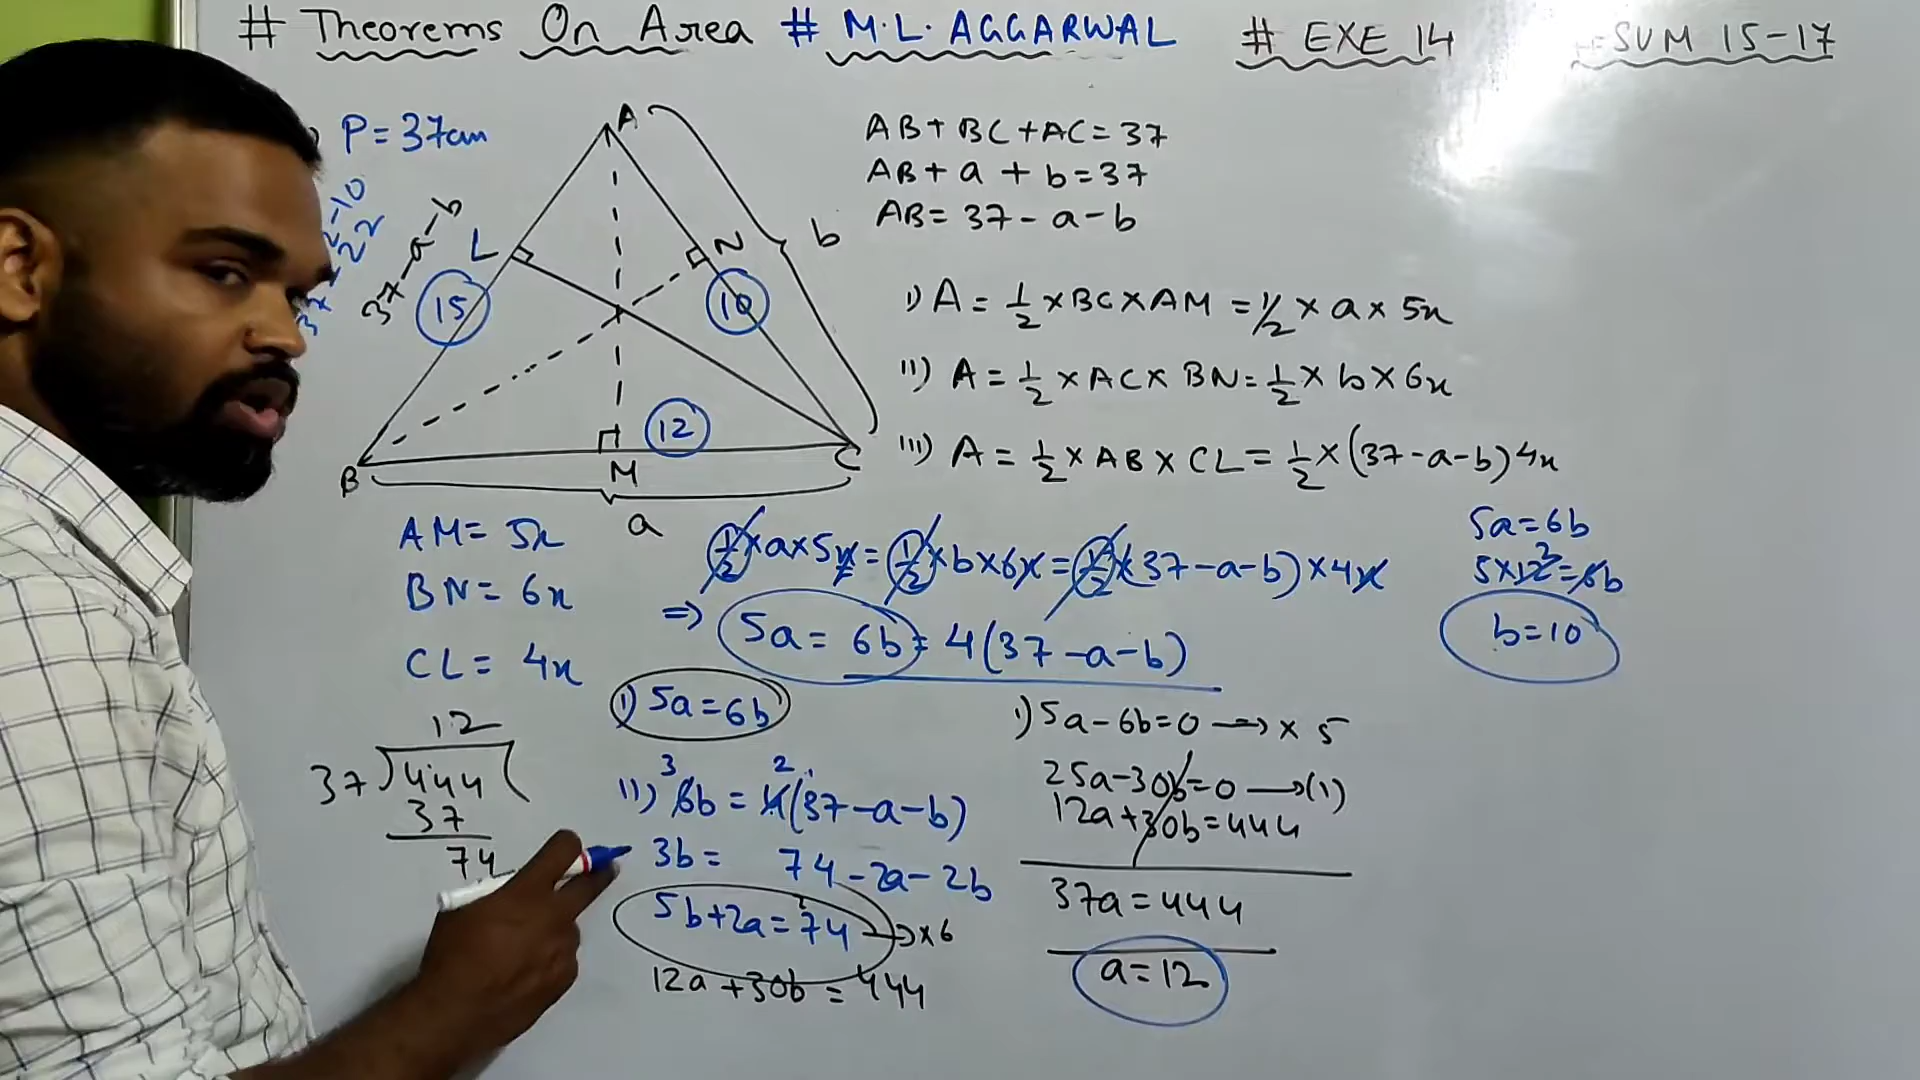 # Theorems On Area # M.L. AGGARWAL # EXE 14 SUM 15-17
P = 37cm
A
L
N
B
M
C
15
10
12
a
b
37-a-b
AM = 5x
BN = 6x
CL = 4x
AB + BC + AC = 37
AB + a + b = 37
AB = 37 - a - b
i) A = 1/2 × BC × AM = 1/2 × a × 5x
ii) A = 1/2 × AC × BN = 1/2 × b × 6x
iii) A = 1/2 × AB × CL = 1/2 × (37-a-b) 4x
1/2 × a × 5x = 1/2 × b × 6x = 1/2 × (37-a-b) × 4x
⇒ 5a = 6b = 4(37-a-b)
i) 5a = 6b
3 2
ii) 6b = 4(37-a-b)
3b = 74-2a-2b
5b+2a = 74 → ×6
12a + 30b = 444
12
37)444(
37
74
i) 5a - 6b = 0 → × 5
25a - 30b = 0 → (1)
12a + 30b = 444
37a = 444
a = 12
5a = 6b
2
5×12 = 6b
b = 10